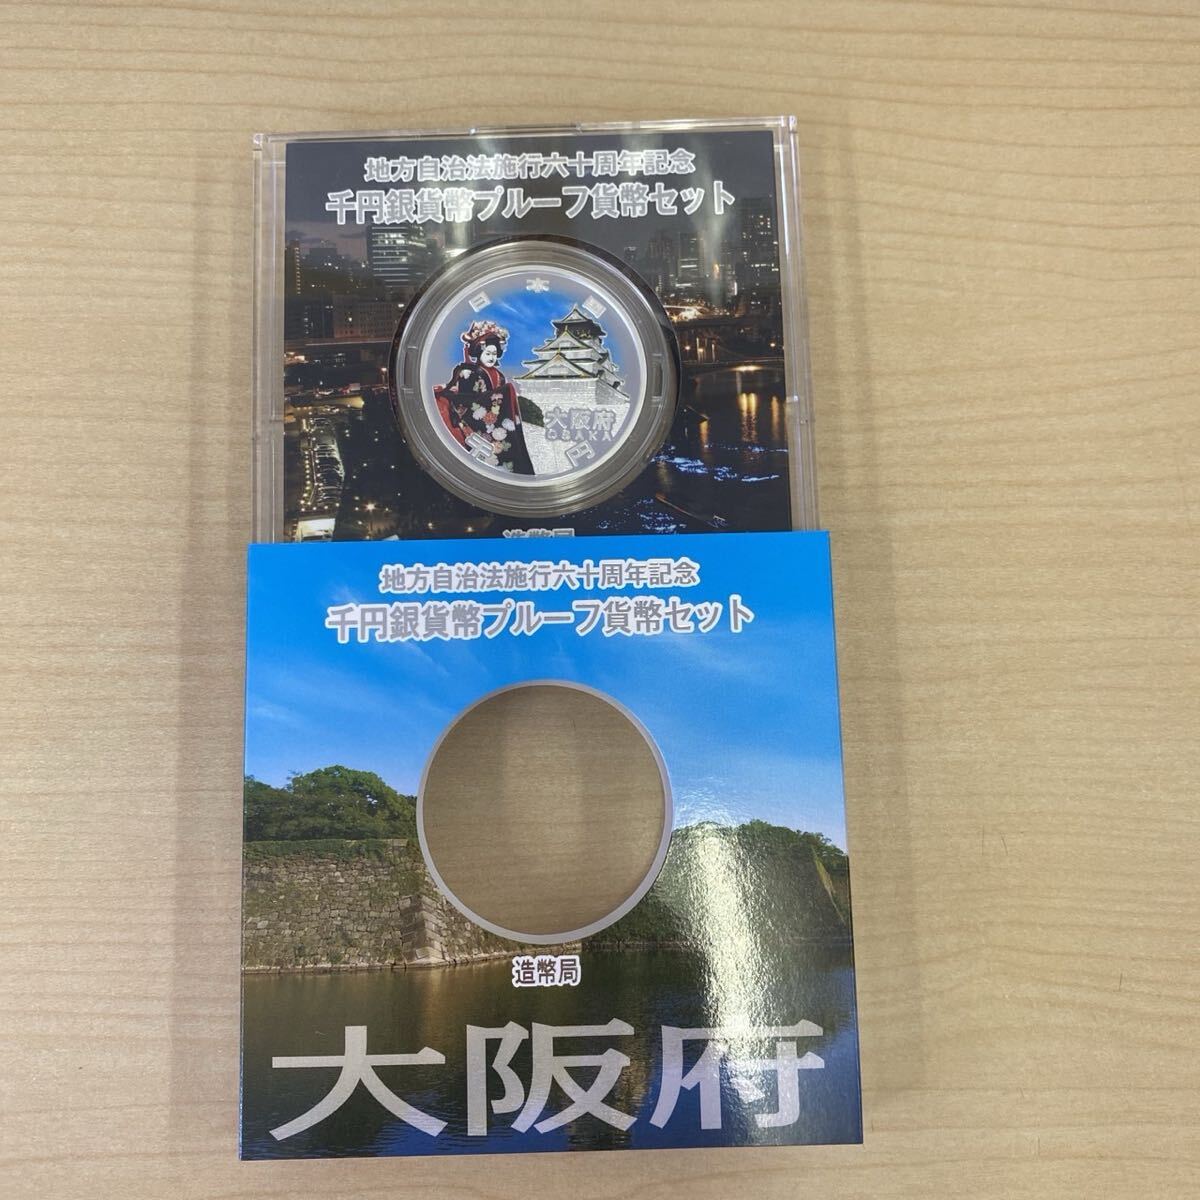 地方自治法施行六十周年記念
千円銀貨幣プルーフ貨幣セット
日本国
大阪府
OSAKA
千円
造幣局
地方自治法施行六十周年記念
千円銀貨幣プルーフ貨幣セット
造幣局
大阪府